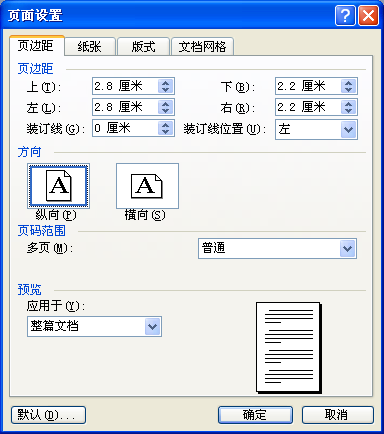 页面设置
页边距 纸张 版式 文档网格
页边距
上(T): 2.8 厘米 下(B): 2.2 厘米
左(L): 2.8 厘米 右(R): 2.2 厘米
装订线(G): 0 厘米 装订线位置(U): 左
方向
A A
纵向(P) 横向(S)
页码范围
多页(M): 普通
预览
应用于(Y):
整篇文档
默认(D)... 确定 取消